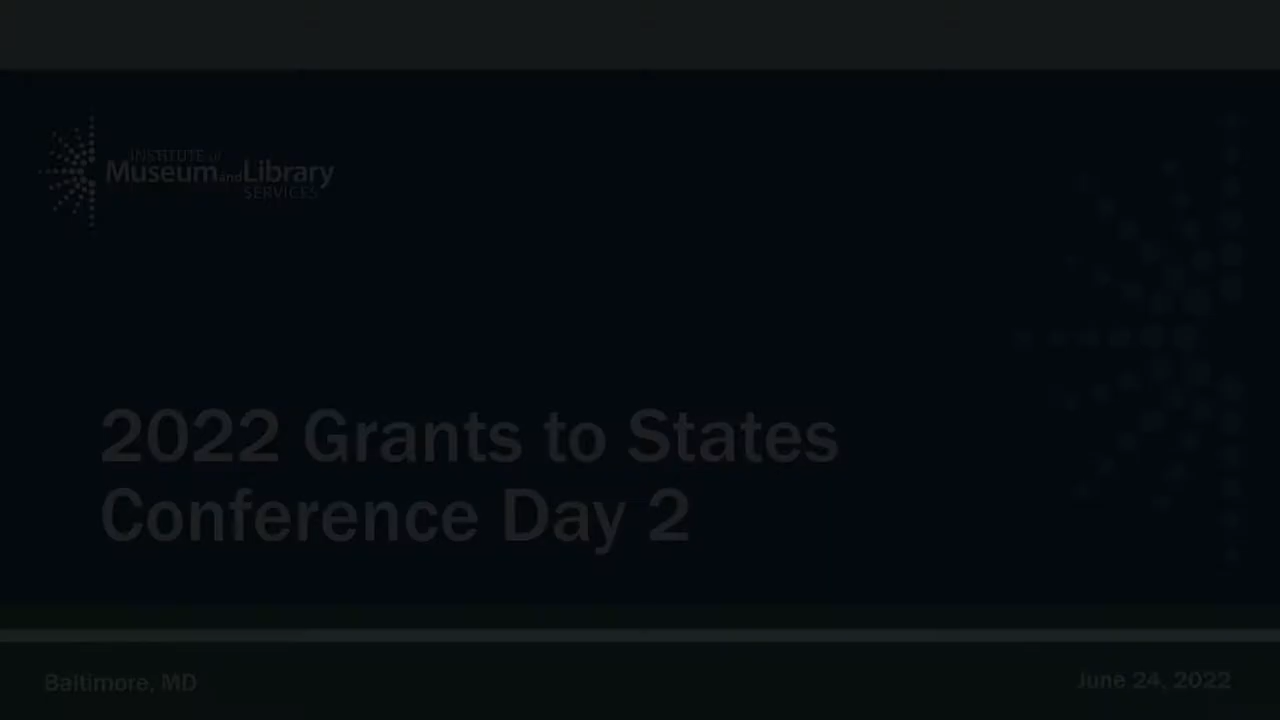 INSTITUTE of
Museum and Library
SERVICES
2022 Grants to States
Conference Day 2
Baltimore, MD
June 24, 2022